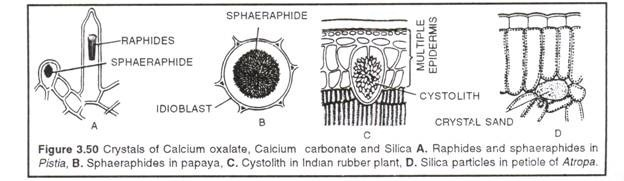 RAPHIDES
SPHAERAPHIDE
A
SPHAERAPHIDE
IDIOBLAST
B
MULTIPLE
EPIDERMIS
CYSTOLITH
C
CRYSTAL SAND
D
Figure 3.50 Crystals of Calcium oxalate, Calcium carbonate and Silica A. Raphides and sphaeraphides in
Pistia, B. Sphaeraphides in papaya, C. Cystolith in Indian rubber plant, D. Silica particles in petiole of Atropa.